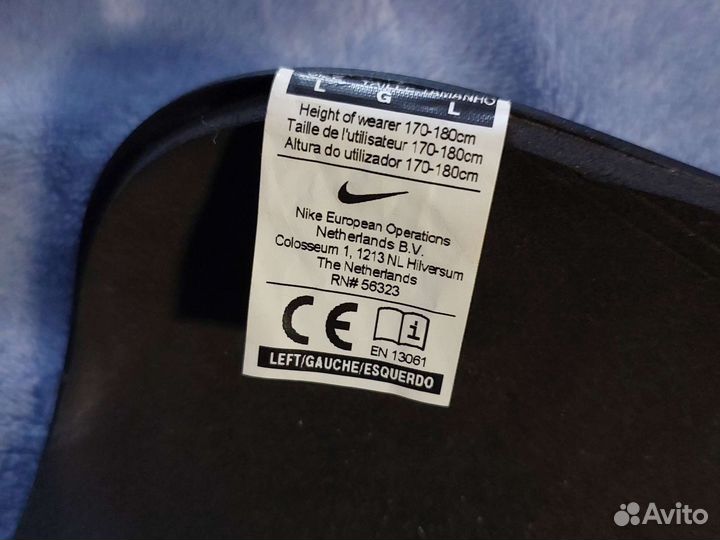 TAMANHO
L G L
Height of wearer 170-180cm
Taille de l'utilisateur 170-180cm
Altura do utilizador 170-180cm
Nike European Operations
Netherlands B.V.
Colosseum 1, 1213 NL Hilversum
The Netherlands
RN# 56323
CE i
EN 13061
LEFT/GAUCHE/ESQUERDO
Avito